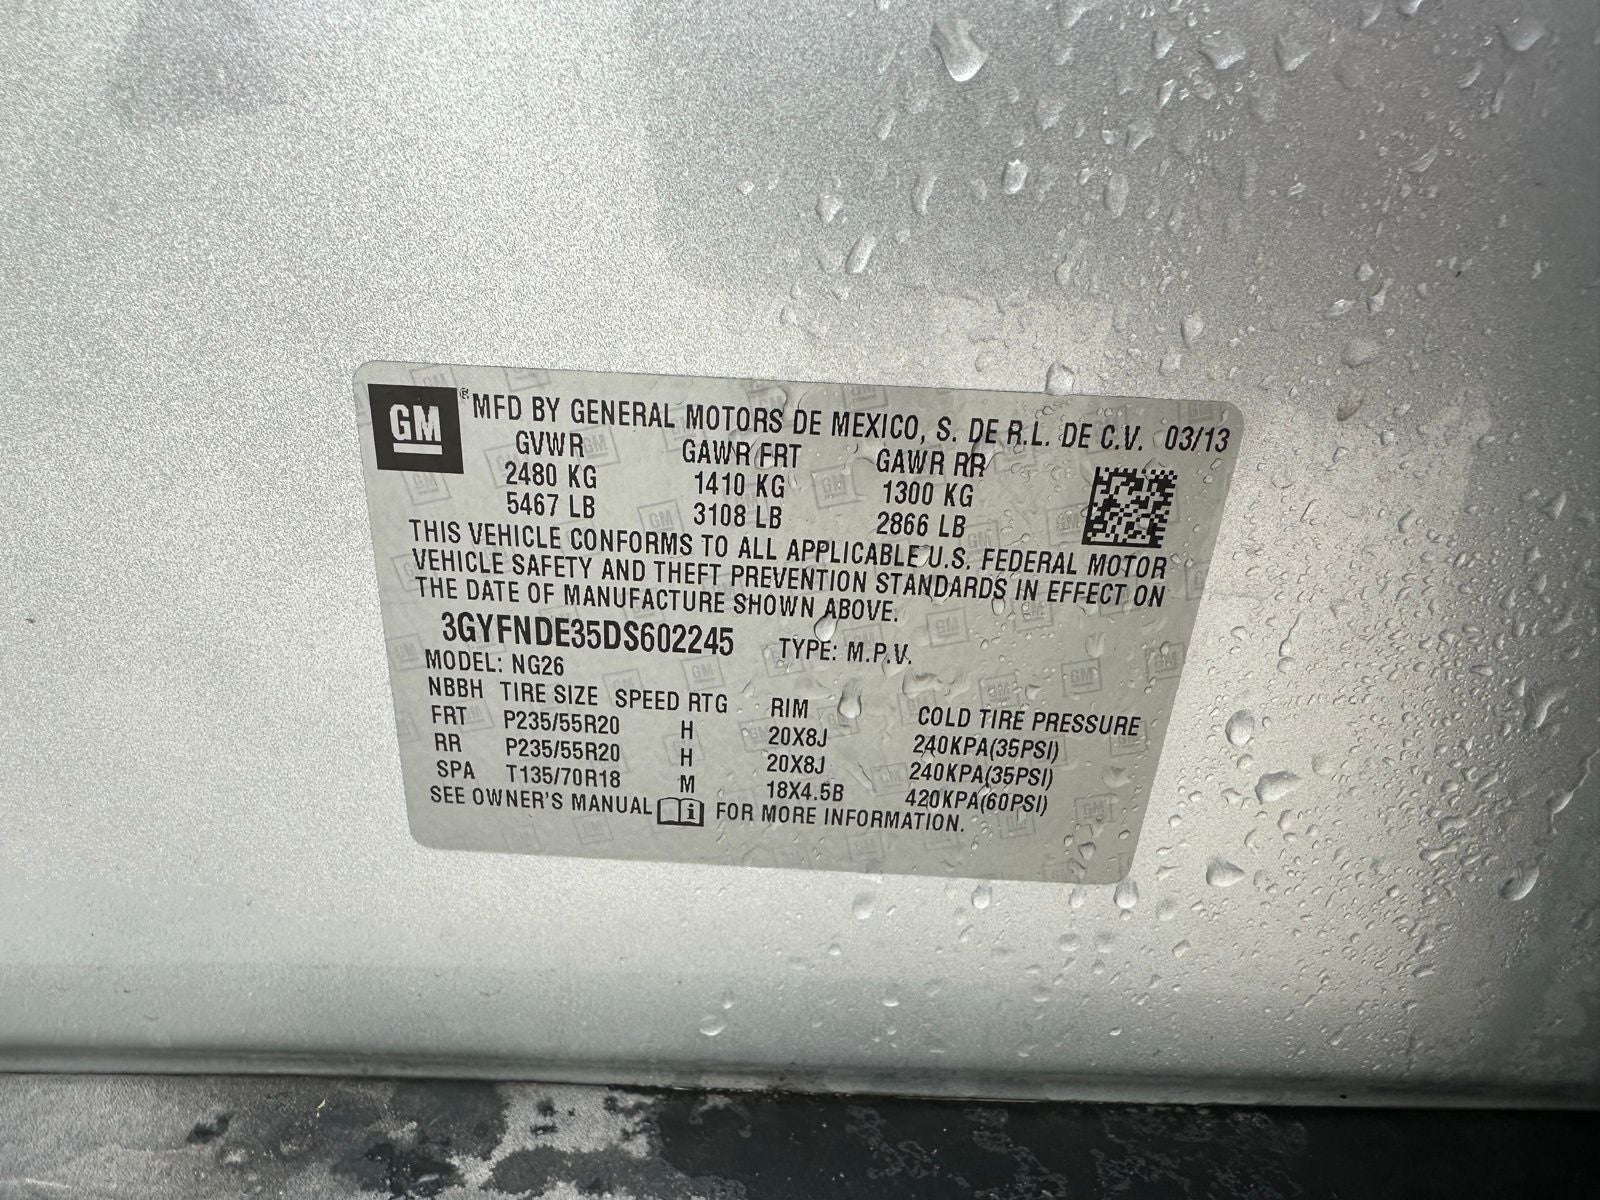 GM ® MFD BY GENERAL MOTORS DE MEXICO, S. DE R.L. DE C.V. 03/13
GVWR GAWR FRT GAWR RR
2480 KG 1410 KG 1300 KG
5467 LB 3108 LB 2866 LB
THIS VEHICLE CONFORMS TO ALL APPLICABLE U.S. FEDERAL MOTOR
VEHICLE SAFETY AND THEFT PREVENTION STANDARDS IN EFFECT ON
THE DATE OF MANUFACTURE SHOWN ABOVE.
3GYFNDE35DS602245 TYPE: M.P.V.
MODEL: NG26
NBBH TIRE SIZE SPEED RTG RIM COLD TIRE PRESSURE
FRT P235/55R20 H 20X8J 240KPA(35PSI)
RR P235/55R20 H 20X8J 240KPA(35PSI)
SPA T135/70R18 M 18X4.5B 420KPA(60PSI)
SEE OWNER'S MANUAL i FOR MORE INFORMATION.